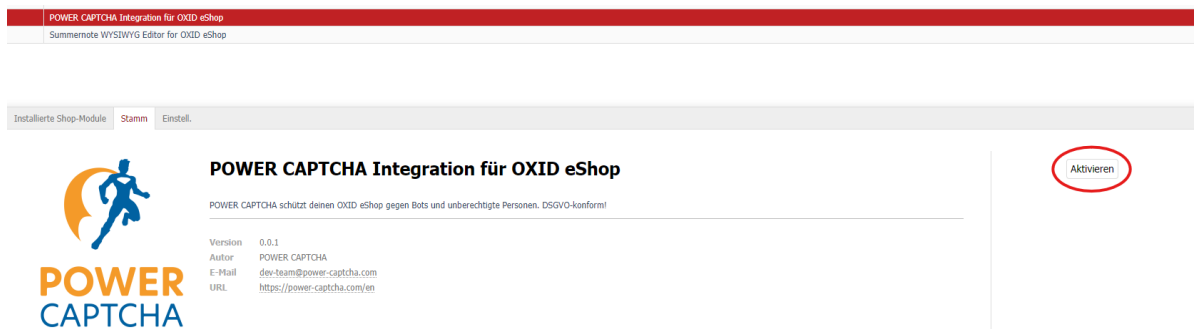 POWER CAPTCHA Integration für OXID eShop
Summernote WYSIWYG Editor for OXID eShop
Installierte Shop-Module Stamm Einstell.
POWER CAPTCHA Integration für OXID eShop
Aktivieren
POWER CAPTCHA schützt deinen OXID eShop gegen Bots und unberechtigte Personen. DSGVO-konform!
Version 0.0.1
Autor POWER CAPTCHA
E-Mail dev-team@power-captcha.com
URL https://power-captcha.com/en
POWER
CAPTCHA